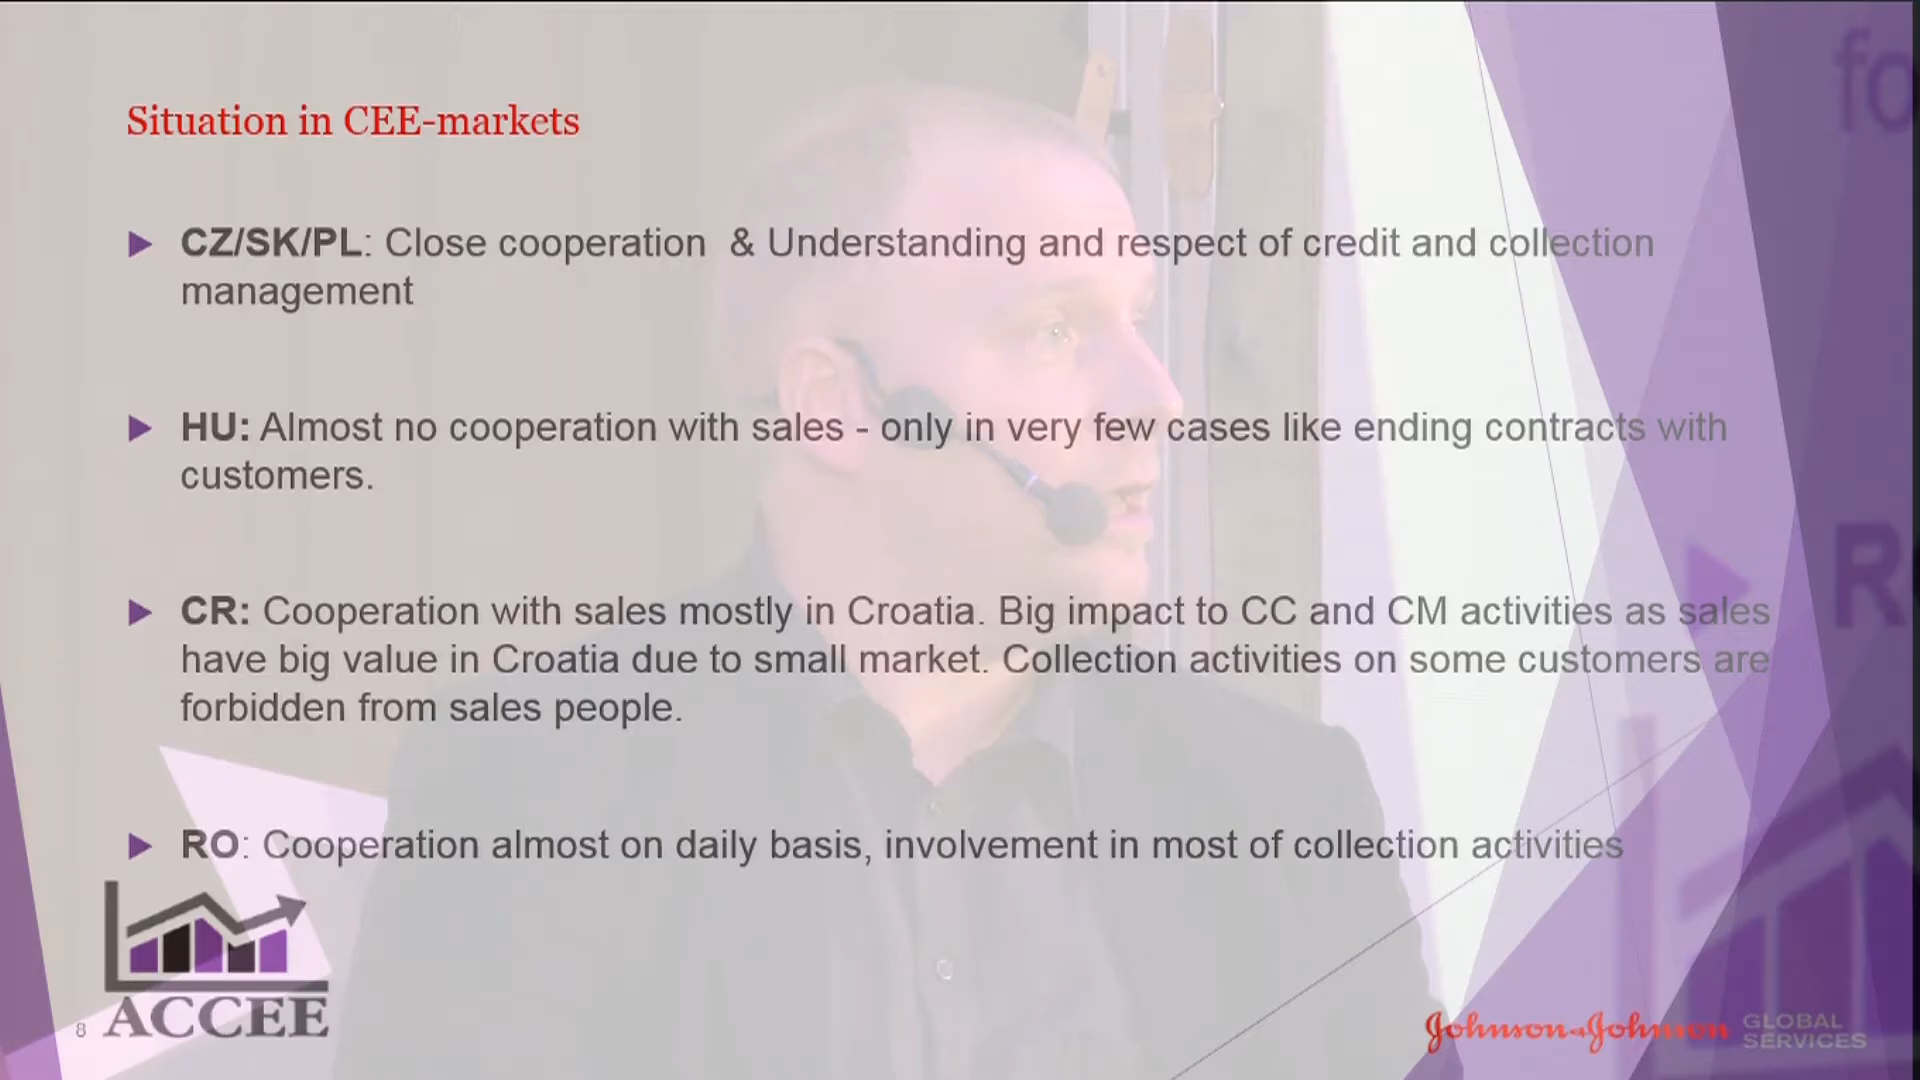 Situation in CEE-markets
CZ/SK/PL: Close cooperation & Understanding and respect of credit and collection
management
HU: Almost no cooperation with sales - only in very few cases like ending contracts with
customers.
CR: Cooperation with sales mostly in Croatia. Big impact to CC and CM activities as sales
have big value in Croatia due to small market. Collection activities on some customers are
forbidden from sales people.
RO: Cooperation almost on daily basis, involvement in most of collection activities
8
ACCEE
Johnson & Johnson
GLOBAL
SERVICES
fo
R